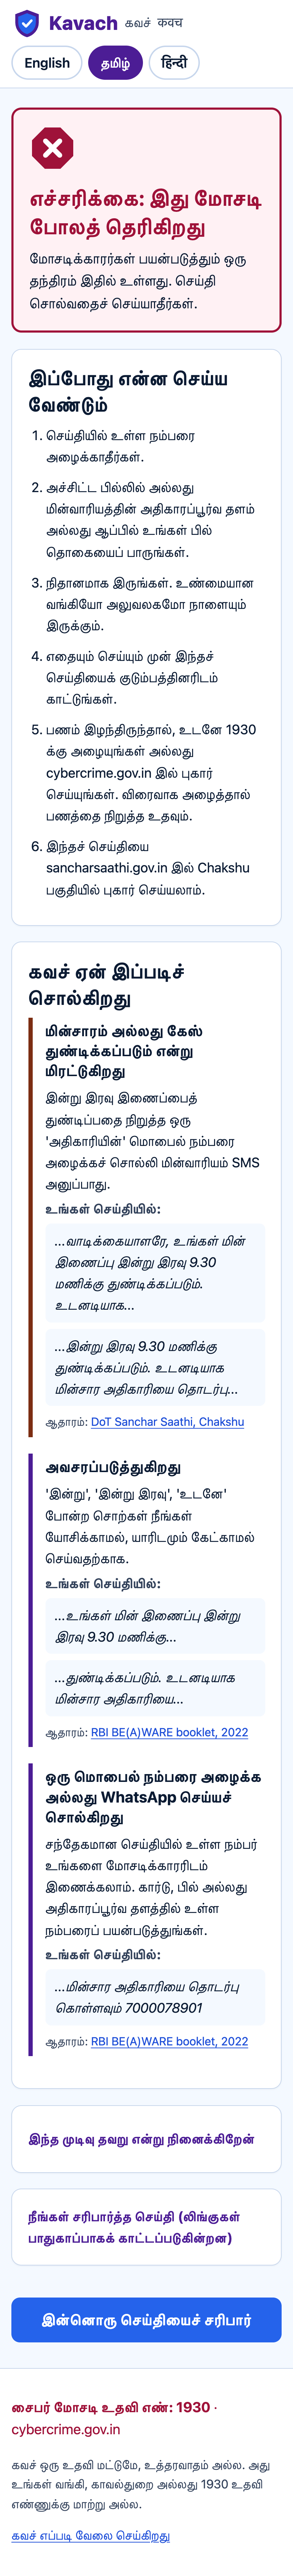 Kavach கவச் कवच
English தமிழ் हिन्दी
எச்சரிக்கை: இது மோசடி
போலத் தெரிகிறது
மோசடிக்காரர்கள் பயன்படுத்தும் ஒரு
தந்திரம் இதில் உள்ளது. செய்தி
சொல்வதைச் செய்யாதீர்கள்.
இப்போது என்ன செய்ய
வேண்டும்
1. செய்தியில் உள்ள நம்பரை
அழைக்காதீர்கள்.
2. அச்சிட்ட பில்லில் அல்லது
மின்வாரியத்தின் அதிகாரப்பூர்வ தளம்
அல்லது ஆப்பில் உங்கள் பில்
தொகையைப் பாருங்கள்.
3. நிதானமாக இருங்கள். உண்மையான
வங்கியோ அலுவலகமோ நாளையும்
இருக்கும்.
4. எதையும் செய்யும் முன் இந்தச்
செய்தியைக் குடும்பத்தினரிடம்
காட்டுங்கள்.
5. பணம் இழந்திருந்தால், உடனே 1930
க்கு அழையுங்கள் அல்லது
cybercrime.gov.in இல் புகார்
செய்யுங்கள். விரைவாக அழைத்தால்
பணத்தை நிறுத்த உதவும்.
6. இந்தச் செய்தியை
sancharsaathi.gov.in இல் Chakshu
பகுதியில் புகார் செய்யலாம்.
கவச் ஏன் இப்படிச்
சொல்கிறது
மின்சாரம் அல்லது கேஸ்
துண்டிக்கப்படும் என்று
மிரட்டுகிறது
இன்று இரவு இணைப்பைத்
துண்டிப்பதை நிறுத்த ஒரு
'அதிகாரியின்' மொபைல் நம்பரை
அழைக்கச் சொல்லி மின்வாரியம் SMS
அனுப்பாது.
உங்கள் செய்தியில்:
...வாடிக்கையாளரே, உங்கள் மின்
இணைப்பு இன்று இரவு 9.30
மணிக்கு துண்டிக்கப்படும்.
உடனடியாக...
...இன்று இரவு 9.30 மணிக்கு
துண்டிக்கப்படும். உடனடியாக
மின்சார அதிகாரியை தொடர்பு...
ஆதாரம்: DoT Sanchar Saathi, Chakshu
அவசரப்படுத்துகிறது
'இன்று', 'இன்று இரவு', 'உடனே'
போன்ற சொற்கள் நீங்கள்
யோசிக்காமல், யாரிடமும் கேட்காமல்
செய்வதற்காக.
உங்கள் செய்தியில்:
...உங்கள் மின் இணைப்பு இன்று
இரவு 9.30 மணிக்கு...
...துண்டிக்கப்படும். உடனடியாக
மின்சார அதிகாரியை...
ஆதாரம்: RBI BE(A)WARE booklet, 2022
ஒரு மொபைல் நம்பரை அழைக்க
அல்லது WhatsApp செய்யச்
சொல்கிறது
சந்தேகமான செய்தியில் உள்ள நம்பர்
உங்களை மோசடிக்காரரிடம்
இணைக்கலாம். கார்டு, பில் அல்லது
அதிகாரப்பூர்வ தளத்தில் உள்ள
நம்பரைப் பயன்படுத்துங்கள்.
உங்கள் செய்தியில்:
...மின்சார அதிகாரியை தொடர்பு
கொள்ளவும் 7000078901
ஆதாரம்: RBI BE(A)WARE booklet, 2022
இந்த முடிவு தவறு என்று நினைக்கிறேன்
நீங்கள் சரிபார்த்த செய்தி (லிங்குகள்
பாதுகாப்பாகக் காட்டப்படுகின்றன)
இன்னொரு செய்தியைச் சரிபார்
சைபர் மோசடி உதவி எண்: 1930 ·
cybercrime.gov.in
கவச் ஒரு உதவி மட்டுமே, உத்தரவாதம் அல்ல. அது
உங்கள் வங்கி, காவல்துறை அல்லது 1930 உதவி
எண்ணுக்கு மாற்று அல்ல.
கவச் எப்படி வேலை செய்கிறது